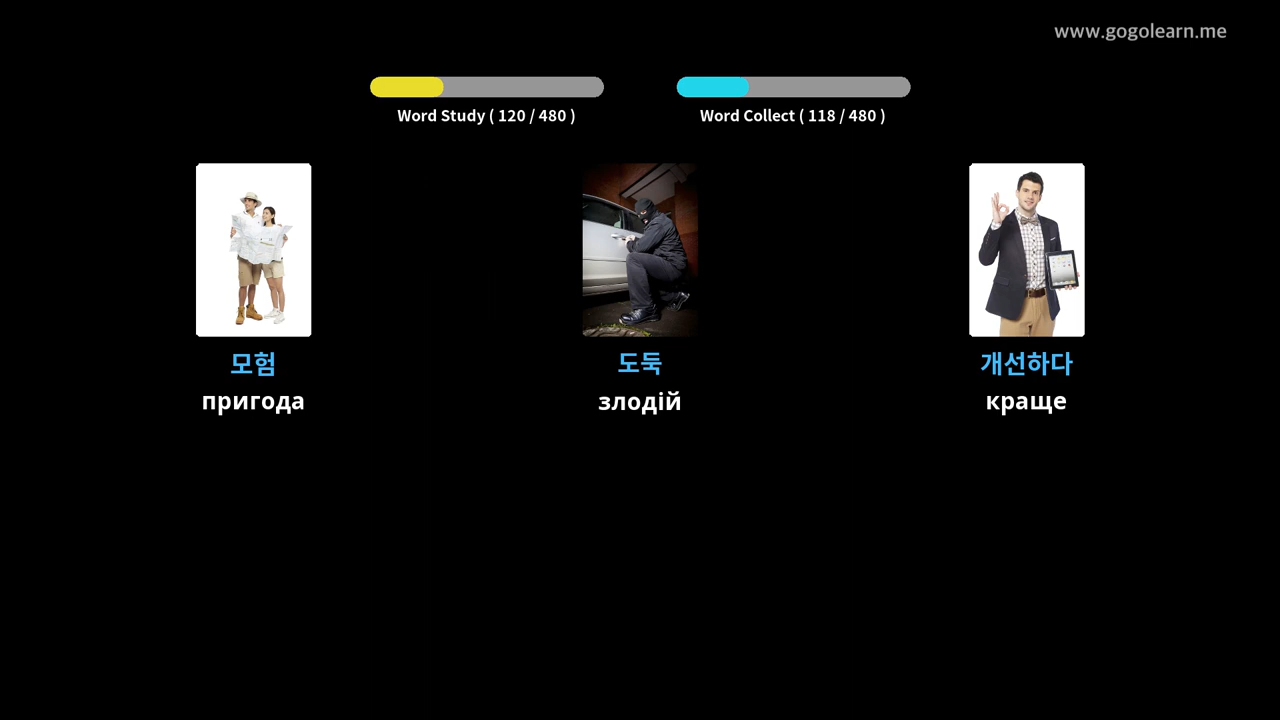 www.gogolearn.me
Word Study ( 120 / 480 )
Word Collect ( 118 / 480 )
모험
도둑
개선하다
пригода
злодій
краще